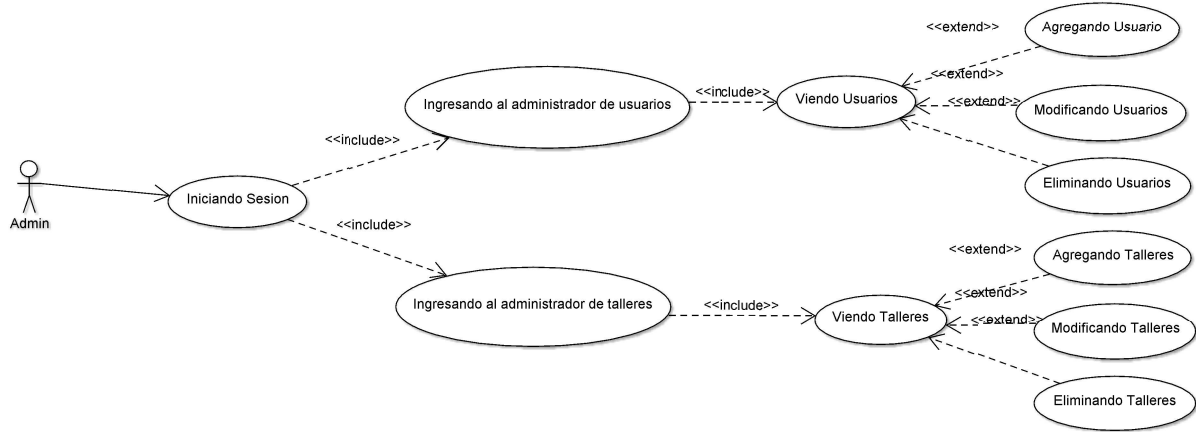 <<extend>>
Agregando Usuario
<<extend>>
Ingresando al administrador de usuarios
<<include>>
Viendo Usuarios
<<extend>>
Modificando Usuarios
<<include>>
Eliminando Usuarios
Iniciando Sesion
Admin
<<include>>
<<extend>>
Agregando Talleres
<<extend>>
Ingresando al administrador de talleres
<<include>>
Viendo Talleres
<<extend>>
Modificando Talleres
Eliminando Talleres